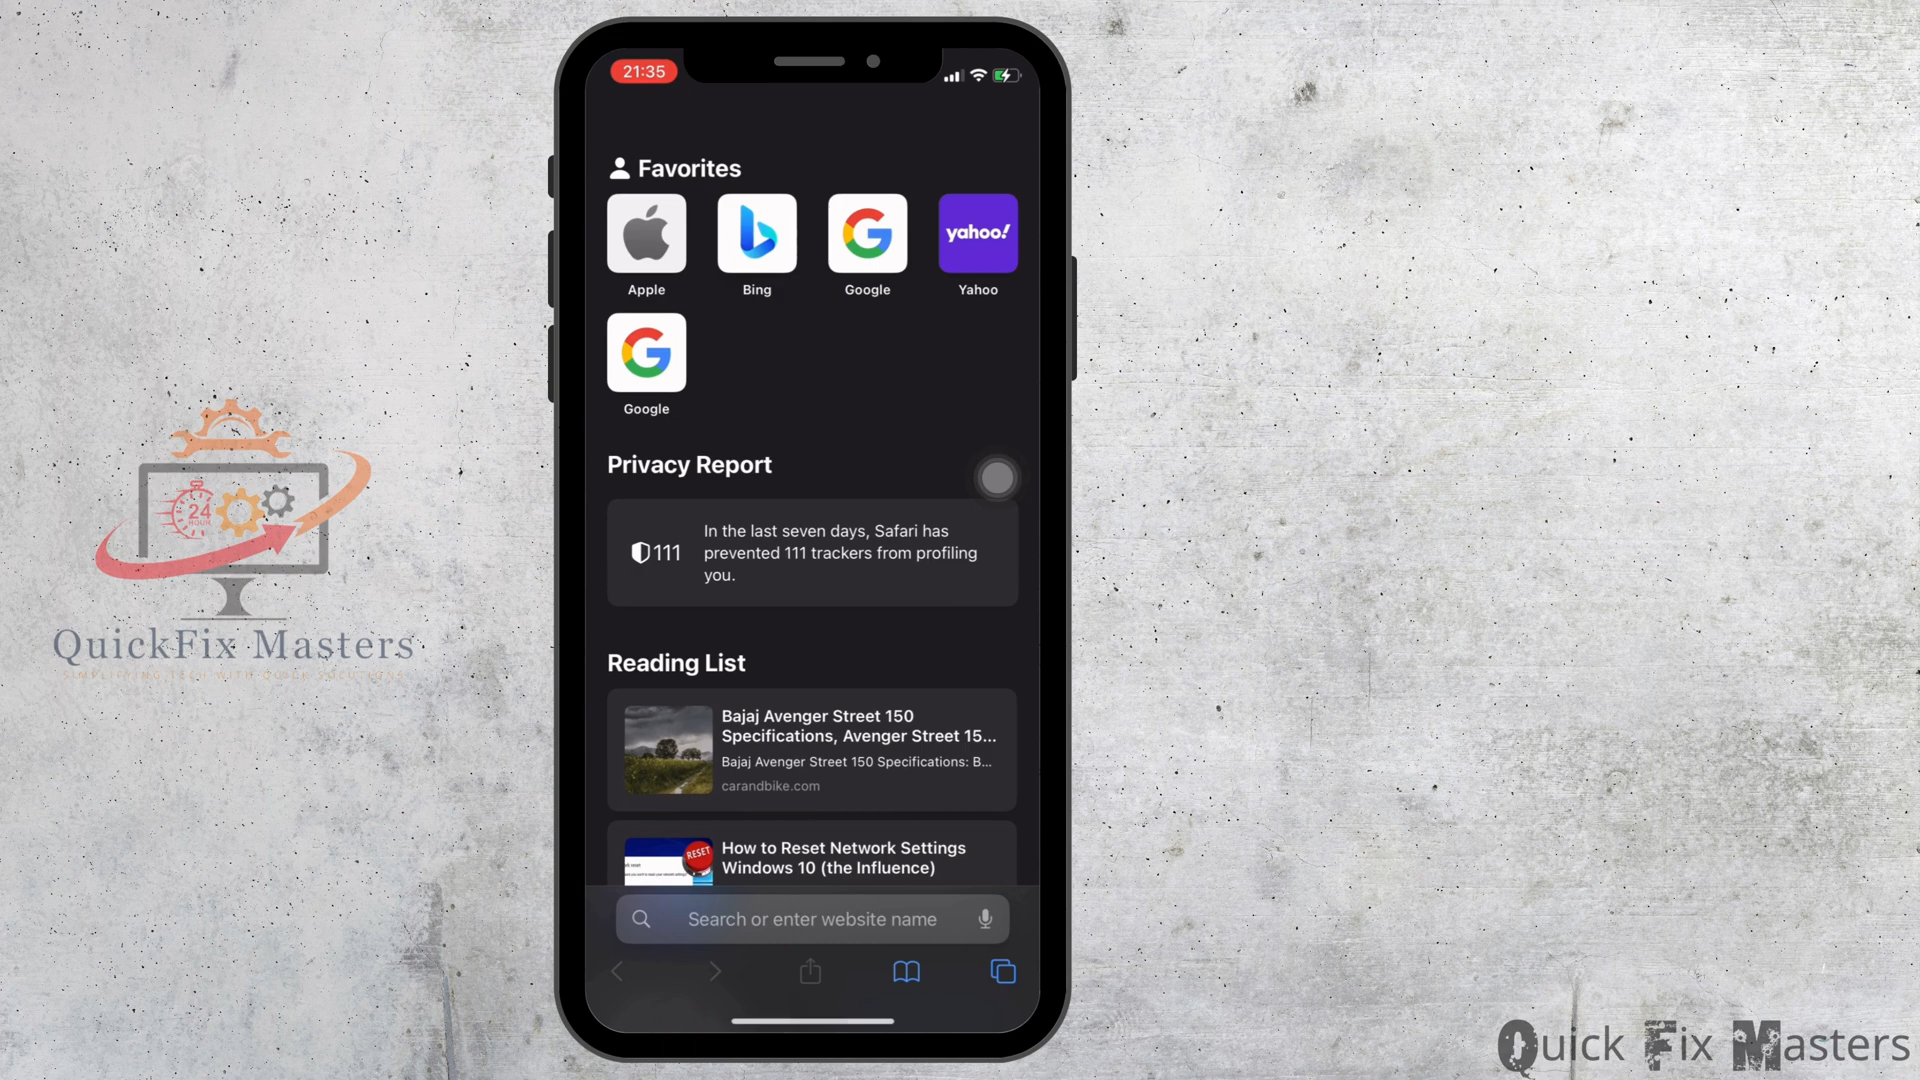 21:35
Favorites
Apple
Bing
Google
yahoo!
Yahoo
Google
Privacy Report
111
In the last seven days, Safari has
prevented 111 trackers from profiling
you.
Reading List
Bajaj Avenger Street 150
Specifications, Avenger Street 15...
Bajaj Avenger Street 150 Specifications: B...
carandbike.com
RESET
How to Reset Network Settings
Windows 10 (the Influence)
Search or enter website name
24
HOUR
QuickFix Masters
SIMPLIFYING TECH WITH QUICK SOLUTIONS
Quick Fix Masters